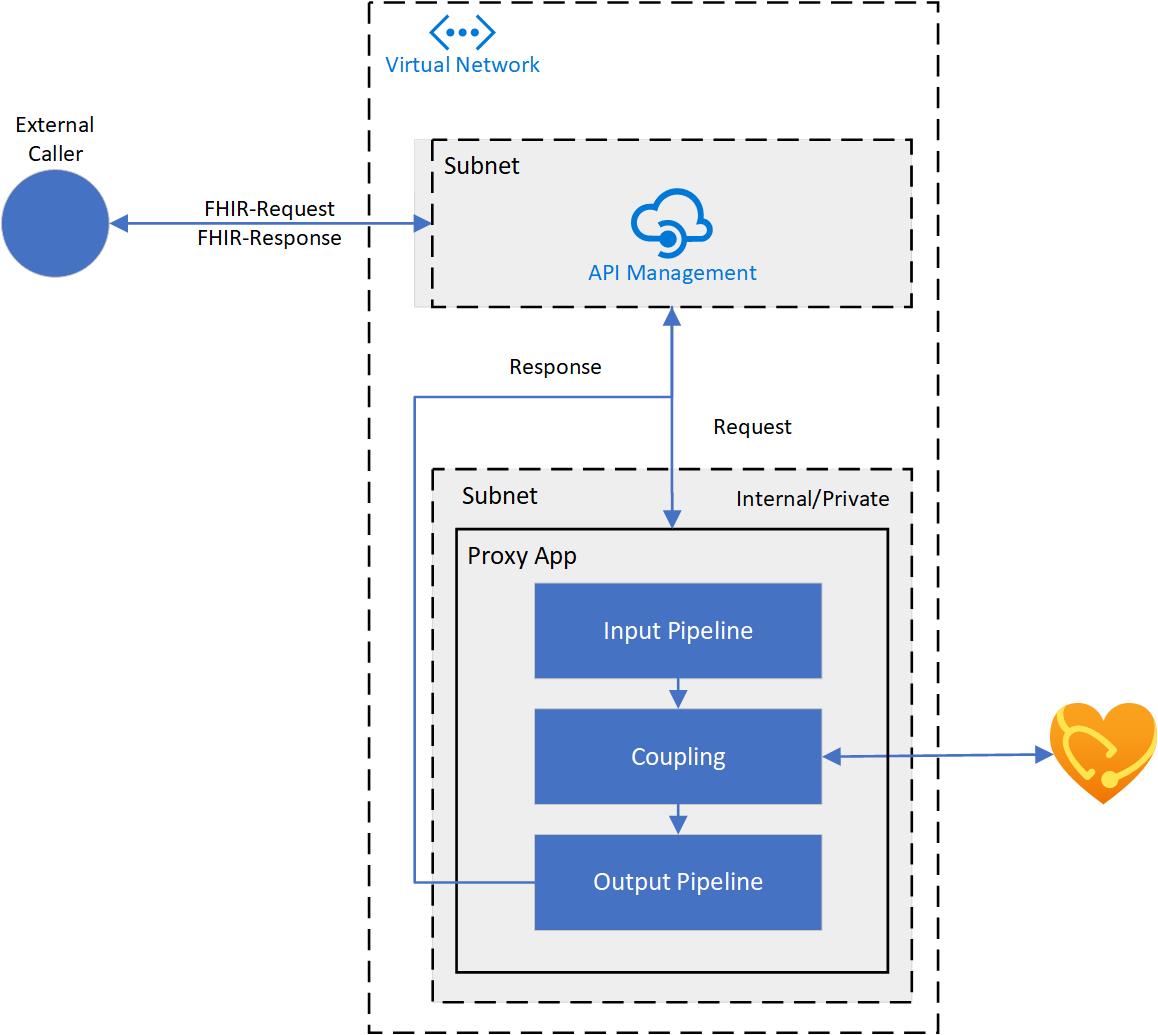 Virtual Network
External
Caller
Subnet
FHIR-Request
FHIR-Response
API Management
Response
Request
Subnet
Internal/Private
Proxy App
Input Pipeline
Coupling
Output Pipeline